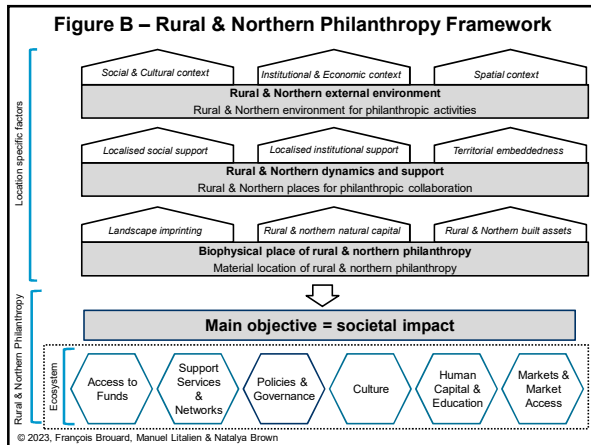 Figure B – Rural & Northern Philanthropy Framework
Location specific factors
Social & Cultural context
Institutional & Economic context
Spatial context
Rural & Northern external environment
Rural & Northern environment for philanthropic activities
Localised social support
Localised institutional support
Territorial embeddedness
Rural & Northern dynamics and support
Rural & Northern places for philanthropic collaboration
Landscape imprinting
Rural & northern natural capital
Rural & Northern built assets
Biophysical place of rural & northern philanthropy
Material location of rural & northern philanthropy
Rural & Northern Philanthropy
Main objective = societal impact
Ecosystem
Access to
Funds
Support
Services &
Networks
Policies &
Governance
Culture
Human
Capital &
Education
Markets &
Market
Access
© 2023, François Brouard, Manuel Litalien & Natalya Brown